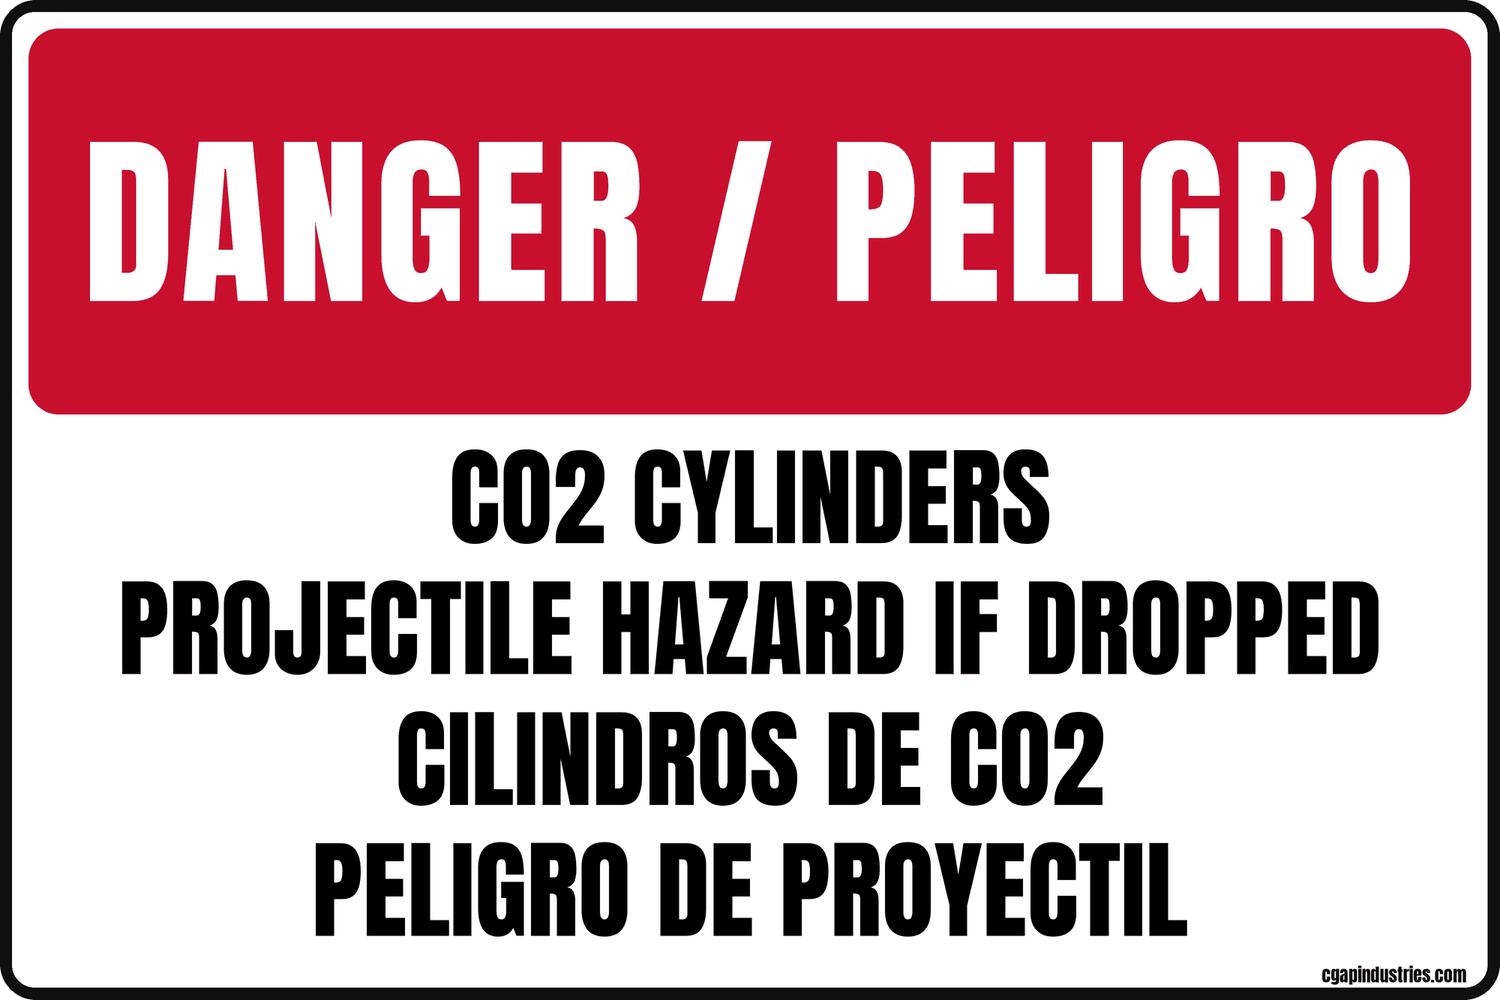 DANGER / PELIGRO
CO2 CYLINDERS
PROJECTILE HAZARD IF DROPPED
CILINDROS DE CO2
PELIGRO DE PROYECTIL
cgapindustries.com